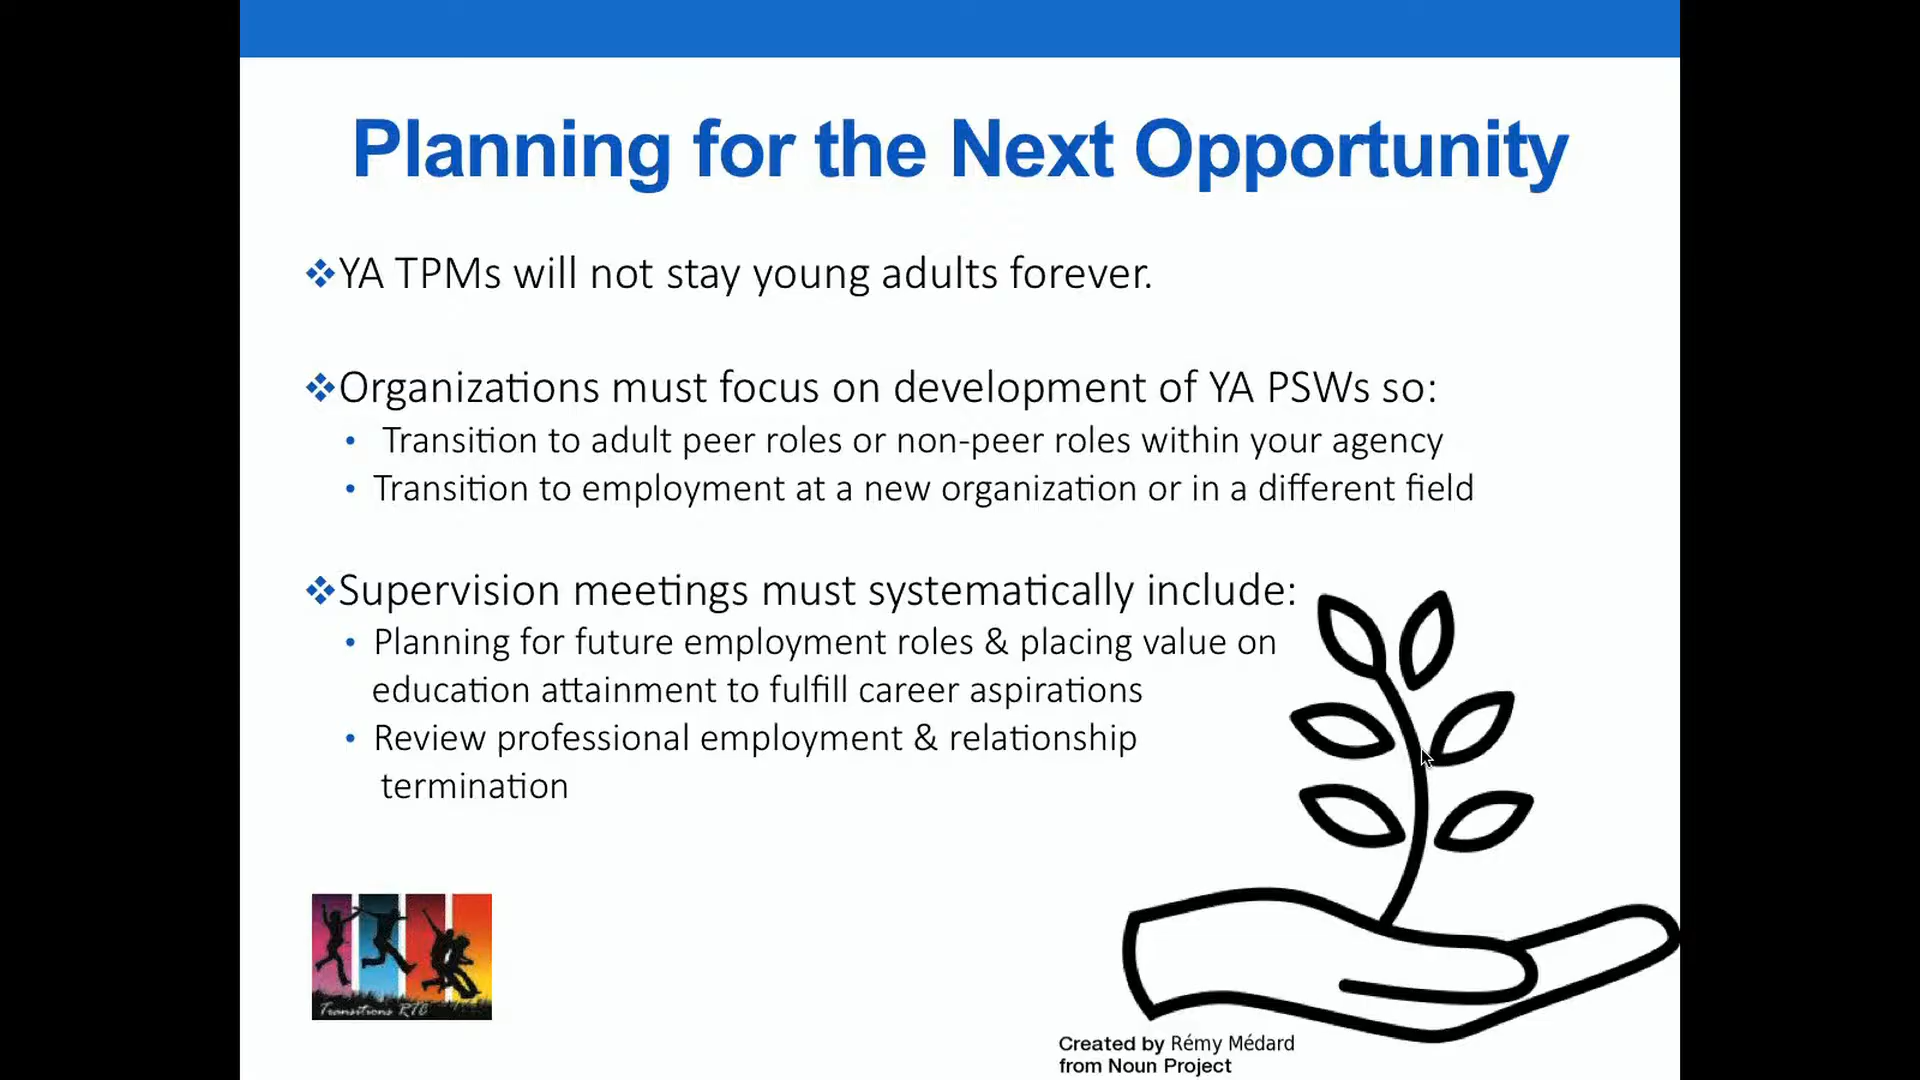 Planning for the Next Opportunity
❖YA TPMs will not stay young adults forever.
❖Organizations must focus on development of YA PSWs so:
• Transition to adult peer roles or non-peer roles within your agency
• Transition to employment at a new organization or in a different field
❖Supervision meetings must systematically include:
• Planning for future employment roles & placing value on
education attainment to fulfill career aspirations
• Review professional employment & relationship
termination
Transitions RTC
Created by Rémy Médard
from Noun Project